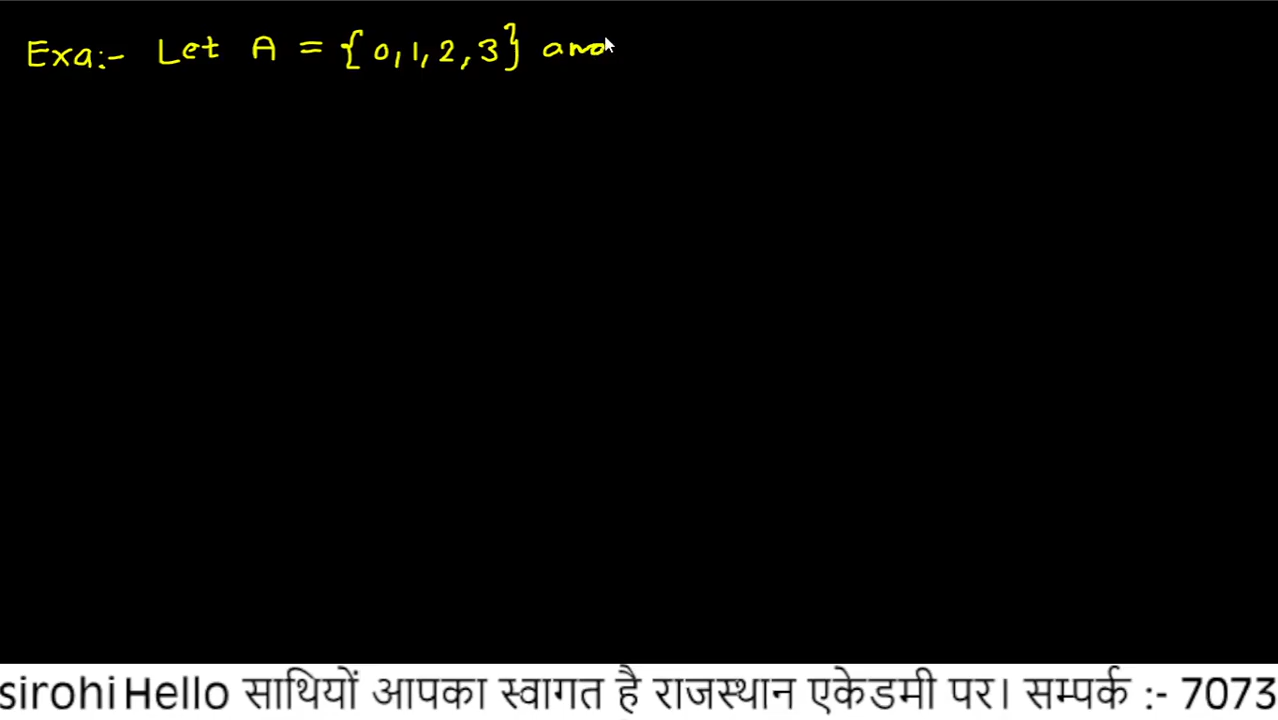 Exa:- Let A = {0,1,2,3} and
sirohi Hello साथियों आपका स्वागत है राजस्थान एकेडमी पर। सम्पर्क :- 7073